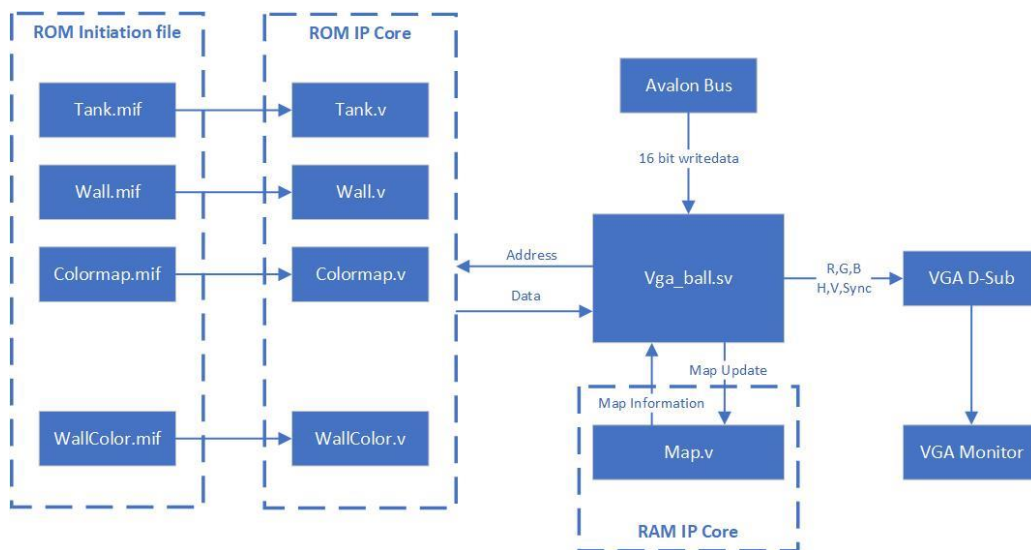 ROM Initiation file
Tank.mif
Wall.mif
Colormap.mif
WallColor.mif
ROM IP Core
Tank.v
Wall.v
Colormap.v
WallColor.v
Avalon Bus
16 bit writedata
Address
Data
Vga_ball.sv
R,G,B
H,V,Sync
VGA D-Sub
Map Update
Map Information
Map.v
RAM IP Core
VGA Monitor